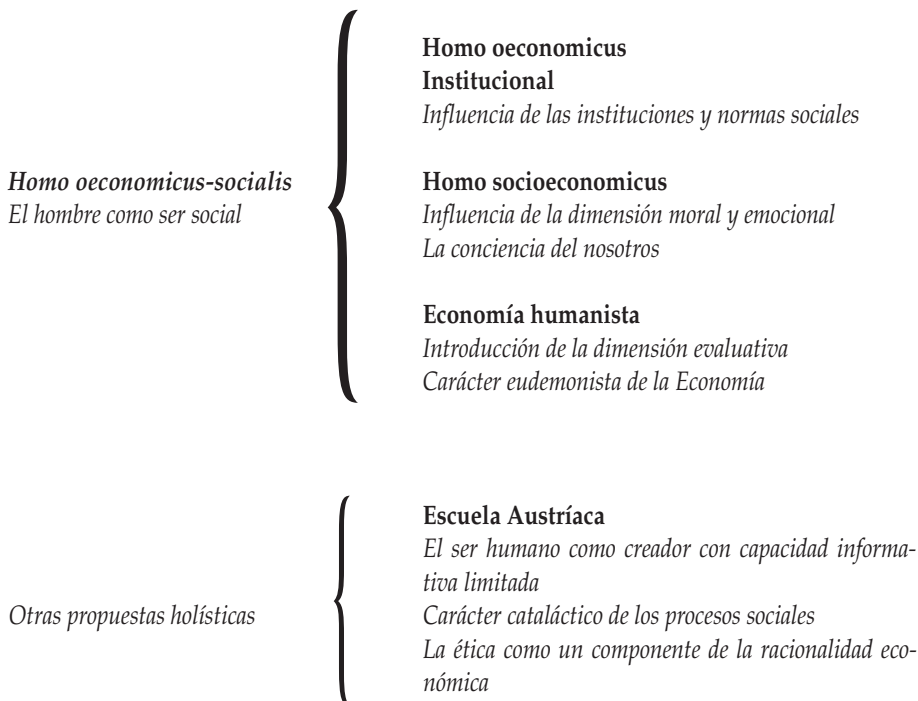 Homo oeconomicus
Institucional
Influencia de las instituciones y normas sociales
Homo oeconomicus-socialis
El hombre como ser social
Homo socioeconomicus
Influencia de la dimensión moral y emocional
La conciencia del nosotros
Economía humanista
Introducción de la dimensión evaluativa
Carácter eudemonista de la Economía
Otras propuestas holísticas
Escuela Austríaca
El ser humano como creador con capacidad informa-
tiva limitada
Carácter cataláctico de los procesos sociales
La ética como un componente de la racionalidad eco-
nómica